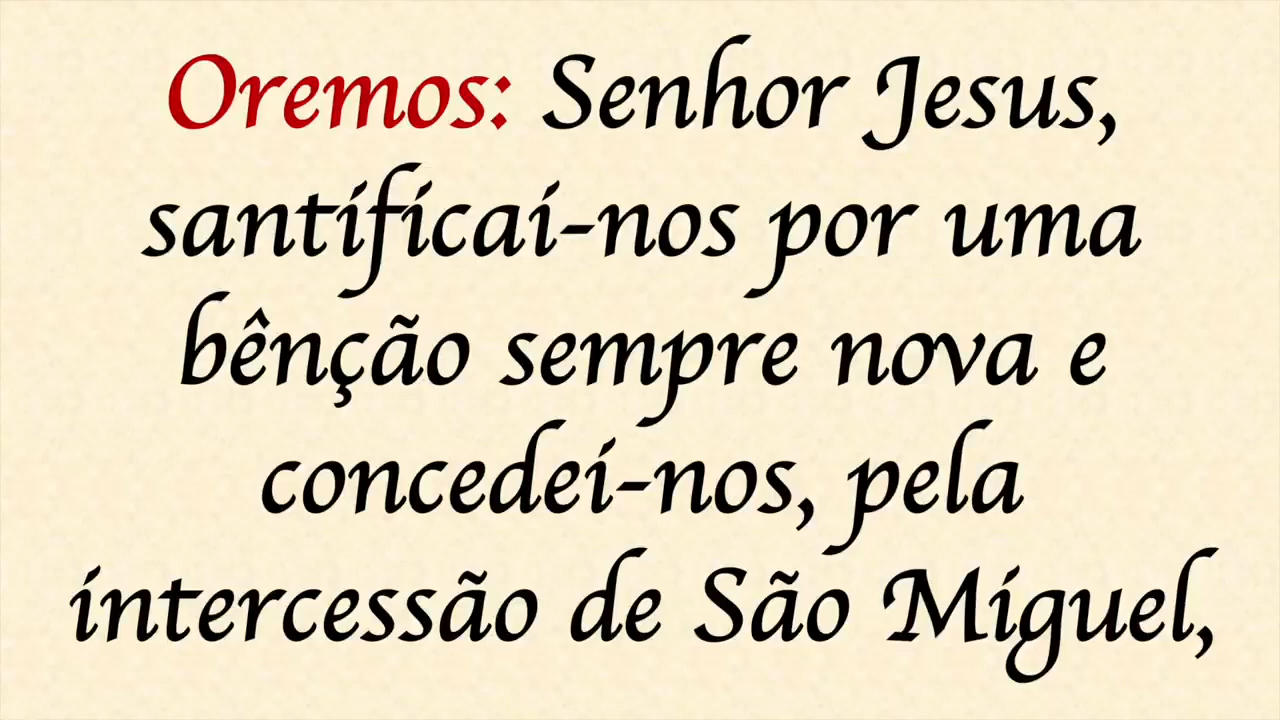 Oremos: Senhor Jesus,
santificai-nos por uma
bênção sempre nova e
concedei-nos, pela
intercessão de São Miguel,